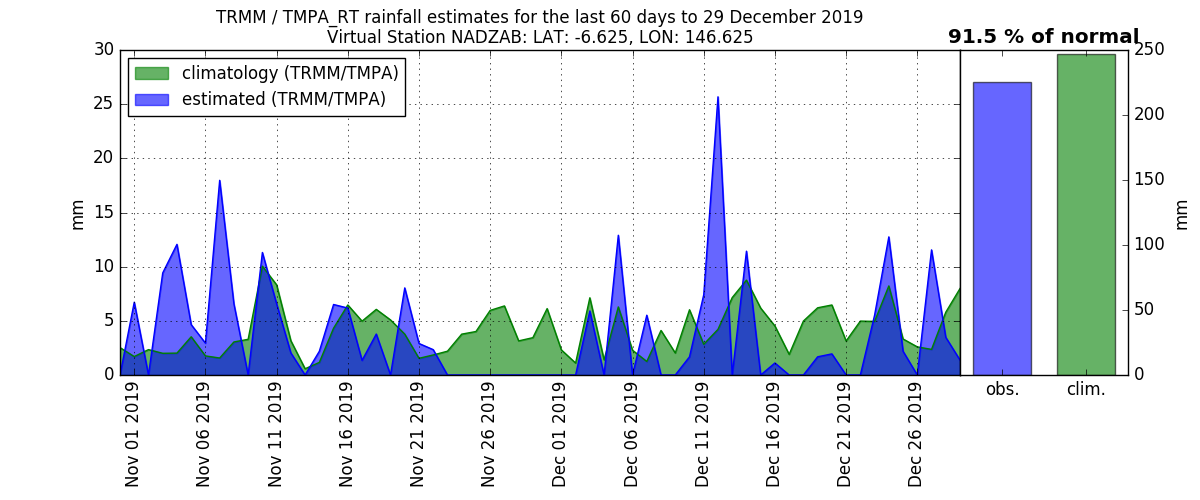 TRMM / TMPA_RT rainfall estimates for the last 60 days to 29 December 2019
Virtual Station NADZAB: LAT: -6.625, LON: 146.625
91.5 % of normal
climatology (TRMM/TMPA)
estimated (TRMM/TMPA)
30
25
20
15
10
5
0
mm
Nov 01 2019
Nov 06 2019
Nov 11 2019
Nov 16 2019
Nov 21 2019
Nov 26 2019
Dec 01 2019
Dec 06 2019
Dec 11 2019
Dec 16 2019
Dec 21 2019
Dec 26 2019
250
200
150
100
50
0
mm
obs.
clim.